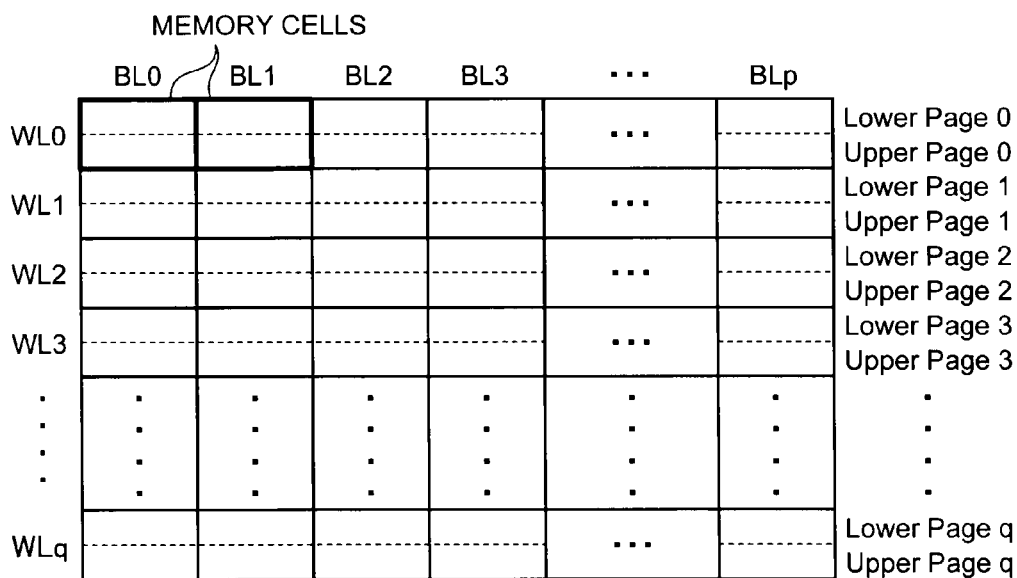 MEMORY CELLS
BL0 BL1 BL2 BL3 ... BLp
WL0 ... Lower Page 0
Upper Page 0
WL1 ... Lower Page 1
Upper Page 1
WL2 ... Lower Page 2
Upper Page 2
WL3 ... Lower Page 3
Upper Page 3
WLq ... Lower Page q
Upper Page q